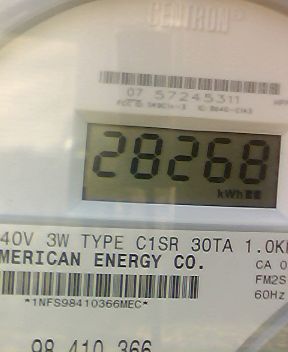 CENTRON
07 57245311
28268
kWh
40V 3W TYPE C1SR 30TA 1.0K
MERICAN ENERGY CO.
CA 0
FM2S
60Hz
*1NFS98410366MEC*
98 410 366